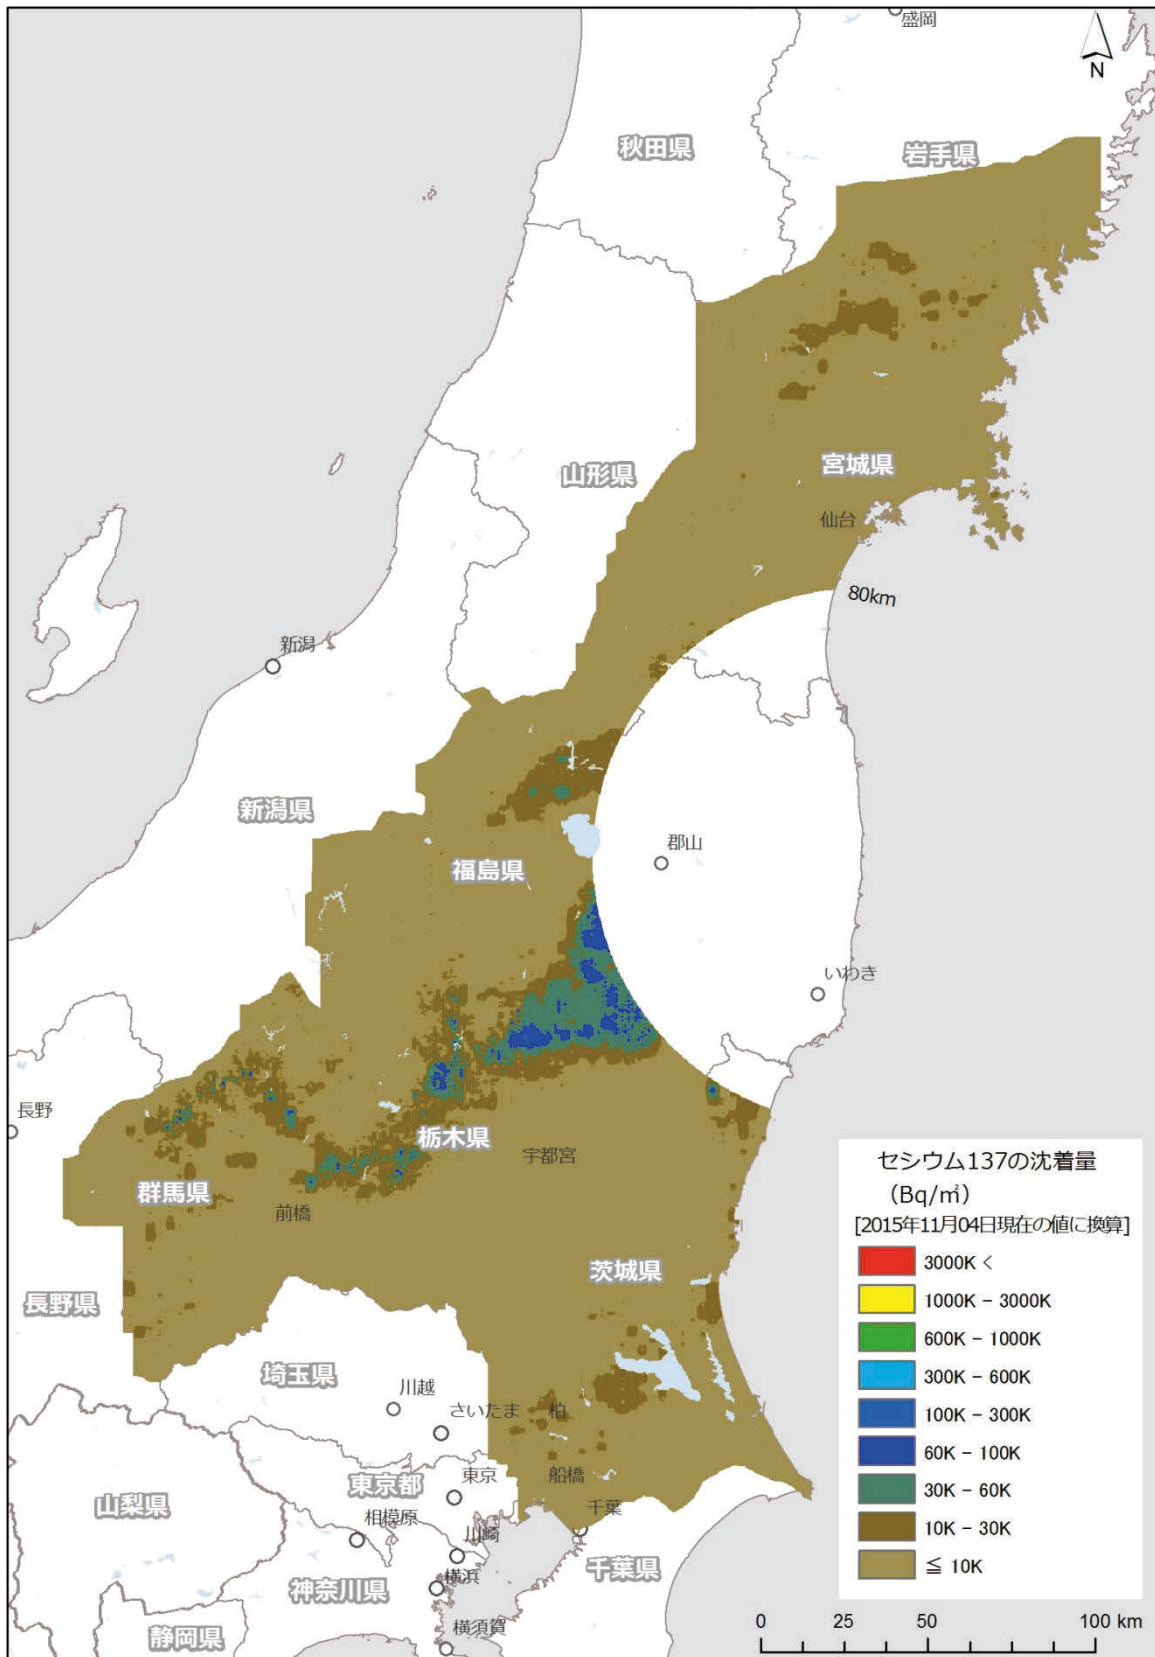 盛岡
N
秋田県
岩手県
山形県
宮城県
仙台
80km
新潟
新潟県
郡山
福島県
いわき
長野
栃木県
宇都宮
群馬県
前橋
茨城県
長野県
埼玉県
川越
さいたま
柏
東京都
東京
船橋
山梨県
相模原
川崎
千葉
千葉県
神奈川県
横浜
静岡県
横須賀
セシウム137の沈着量
（Bq/㎡）
[2015年11月04日現在の値に換算]
3000K <
1000K - 3000K
600K - 1000K
300K - 600K
100K - 300K
60K - 100K
30K - 60K
10K - 30K
≦ 10K
0 25 50 100 km